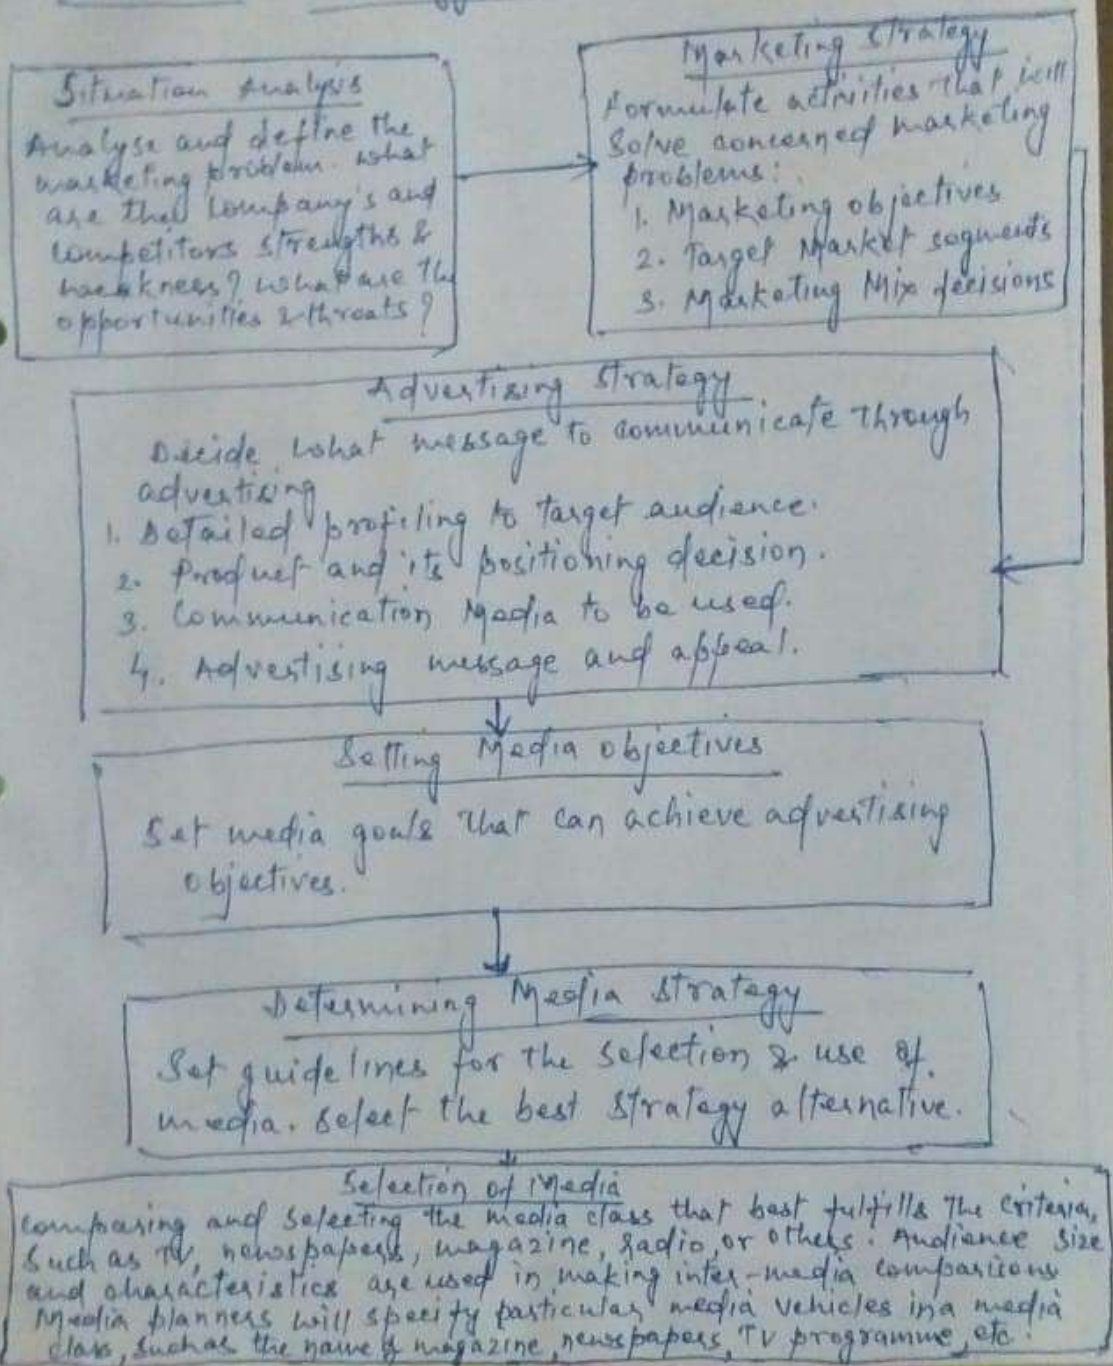 Situation Analysis
Analyse and define the
marketing problem. What
are the company's and
competitors strengths &
weakness? what are the
opportunities & threats?
Marketing Strategy
Formulate activities that will
Solve concerned marketing
problems:
1. Marketing objectives
2. Target Market segments
3. Marketing Mix decisions
Advertising Strategy
Decide what message to communicate through
advertising
1. Detailed profiling to target audience.
2. Product and its positioning decision.
3. Communication Media to be used.
4. Advertising message and appeal.
Setting Media objectives
Set media goals that can achieve advertising
objectives.
Determining Media Strategy
Set guidelines for the selection & use of
media. Select the best strategy alternative.
Selection of Media
Comparing and selecting the media class that best fulfills the criteria,
Such as TV, newspapers, magazine, radio, or others. Audience size
and characteristics are used in making inter-media comparisons
Media planners will specify particular media vehicles in a media
class, such as the name of magazine, newspapers, TV programme, etc.